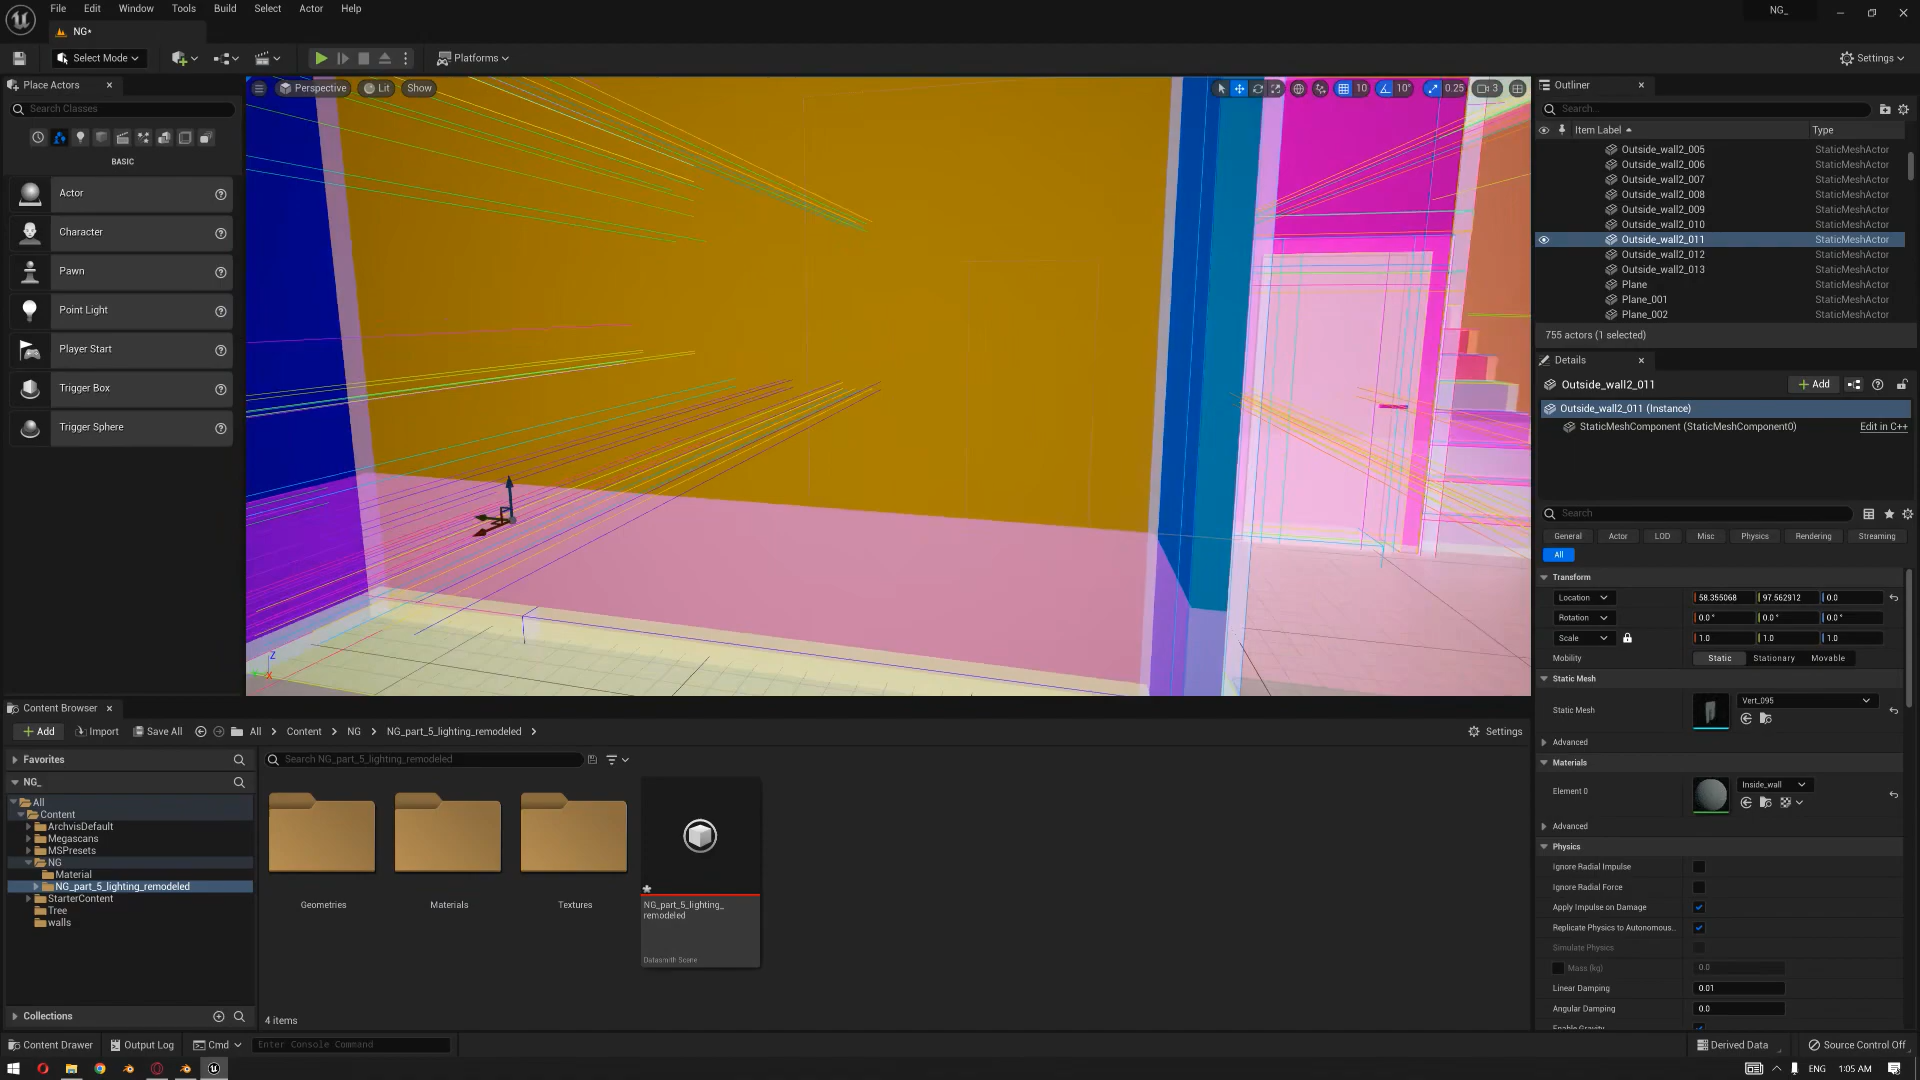 File Edit Window Tools Build Select Actor Help
NG_
NG*
Select Mode
Platforms
Settings
Place Actors
Search Classes
BASIC
Actor
Character
Pawn
Point Light
Player Start
Trigger Box
Trigger Sphere
Perspective Lit Show
10 10° 0.25 3
Outliner
Search...
Item Label Type
Outside_wall2_005 StaticMeshActor
Outside_wall2_006 StaticMeshActor
Outside_wall2_007 StaticMeshActor
Outside_wall2_008 StaticMeshActor
Outside_wall2_009 StaticMeshActor
Outside_wall2_010 StaticMeshActor
Outside_wall2_011 StaticMeshActor
Outside_wall2_012 StaticMeshActor
Outside_wall2_013 StaticMeshActor
Plane StaticMeshActor
Plane_001 StaticMeshActor
Plane_002 StaticMeshActor
755 actors (1 selected)
Details
Outside_wall2_011
Add
Outside_wall2_011 (Instance)
StaticMeshComponent (StaticMeshComponent0) Edit in C++
Search
General Actor LOD Misc Physics Rendering Streaming
All
Transform
Location 58.355068 97.562912 0.0
Rotation 0.0° 0.0° 0.0°
Scale 1.0 1.0 1.0
Mobility Static Stationary Movable
Static Mesh
Static Mesh Vert_095
Advanced
Materials
Element 0 Inside_wall
Advanced
Physics
Ignore Radial Impulse
Ignore Radial Force
Apply Impulse on Damage
Replicate Physics to Autonomous...
Simulate Physics
Mass (kg) 0.0
Linear Damping 0.01
Angular Damping 0.0
Enable Gravity
Z
X
Content Browser
Add Import Save All All Content NG NG_part_5_lighting_remodeled Settings
Favorites
Search NG_part_5_lighting_remodeled
NG_
All
Content
ArchvisDefault
Megascans
MSPresets
NG
Material
NG_part_5_lighting_remodeled
StarterContent
Tree
walls
Geometries
Materials
Textures
NG_part_5_lighting_
remodeled
Datasmith Scene
Collections
4 items
Content Drawer Output Log Cmd Enter Console Command Derived Data Source Control Off
ENG 1:05 AM